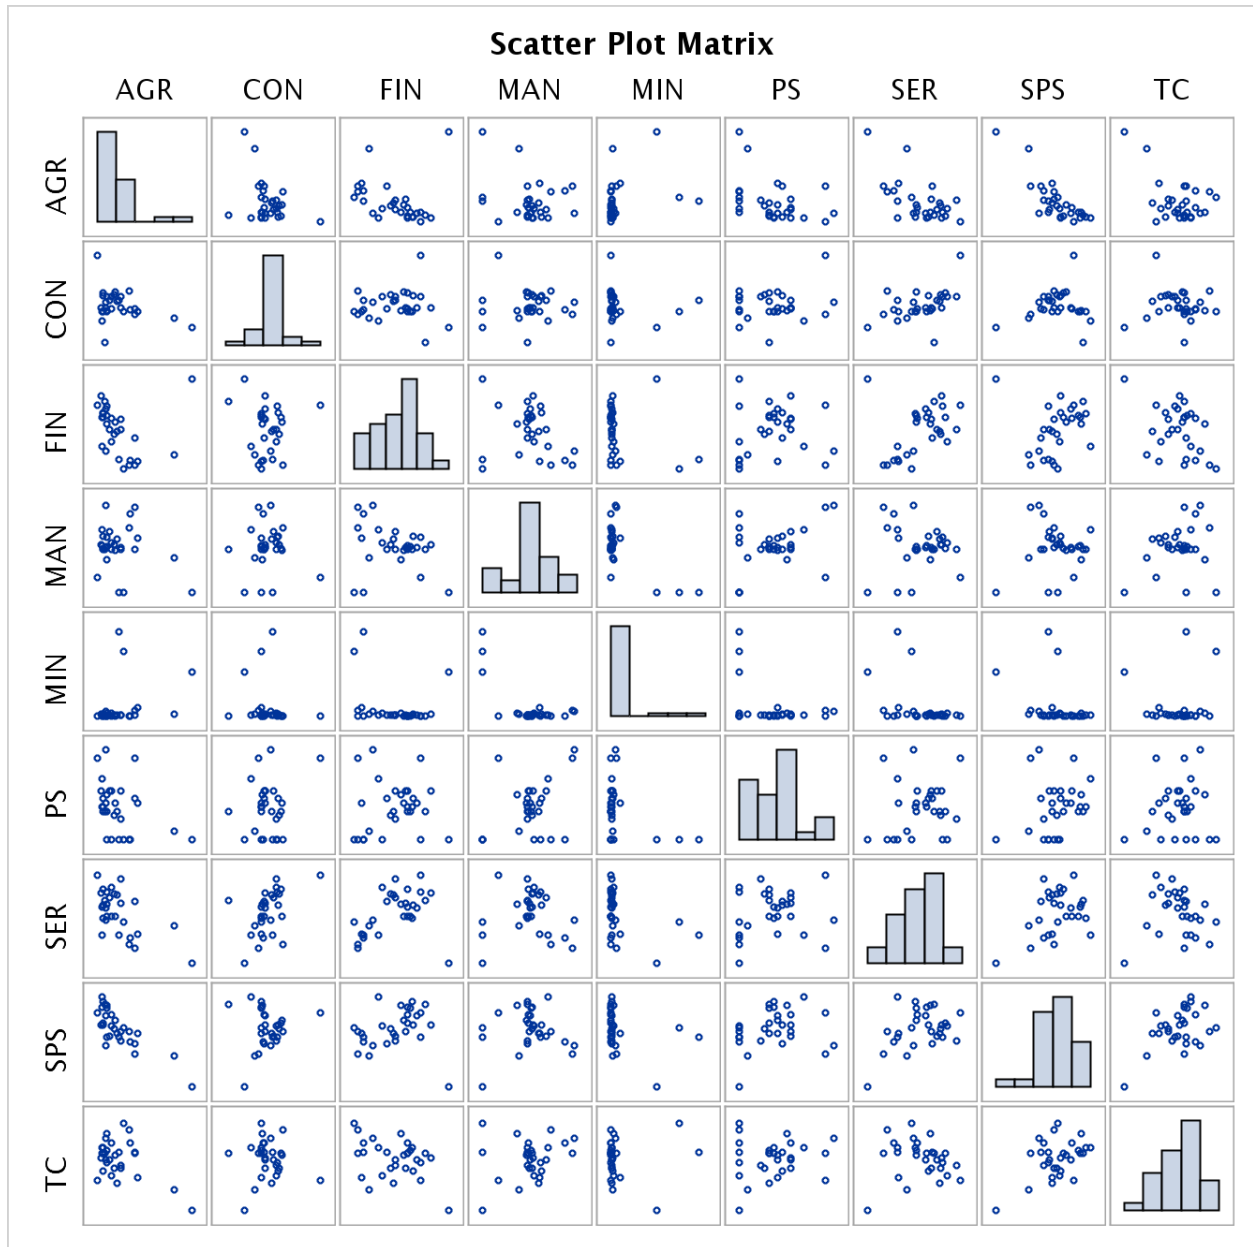 Scatter Plot Matrix
AGR CON FIN MAN MIN PS SER SPS TC
AGR
CON
FIN
MAN
MIN
PS
SER
SPS
TC